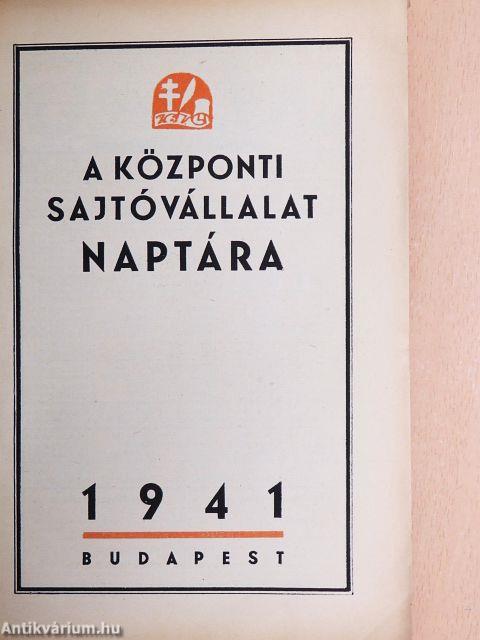 A KÖZPONTI
SAJTÓVÁLLALAT
NAPTÁRA
1941
BUDAPEST
Antikvárium.hu